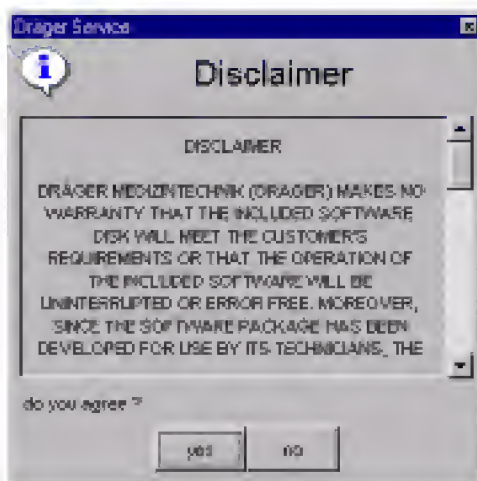 Dräger Service
Disclaimer
DISCLAIMER
DRÄGER MEDIZINTECHNIK (DRÄGER) MAKES NO
WARRANTY THAT THE INCLUDED SOFTWARE
DISK WILL MEET THE CUSTOMER'S
REQUIREMENTS OR THAT THE OPERATION OF
THE INCLUDED SOFTWARE WILL BE
UNINTERRUPTED OR ERROR FREE. MOREOVER,
SINCE THE SOFTWARE PACKAGE HAS BEEN
DEVELOPED FOR USE BY ITS TECHNICIANS, THE
do you agree ?
yes no